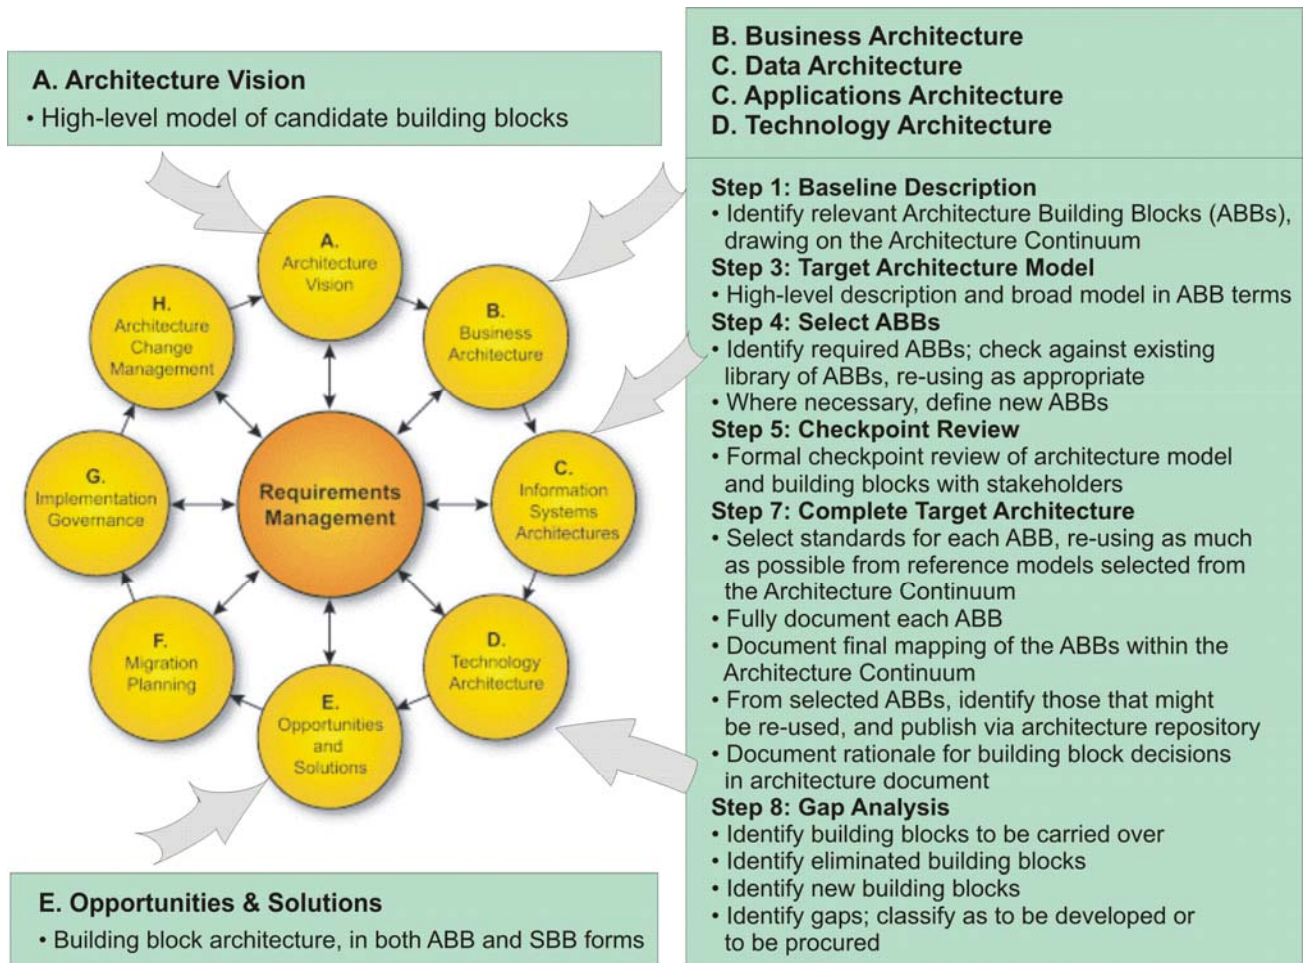 A. Architecture Vision
• High-level model of candidate building blocks
B. Business Architecture
C. Data Architecture
C. Applications Architecture
D. Technology Architecture
Step 1: Baseline Description
• Identify relevant Architecture Building Blocks (ABBs),
drawing on the Architecture Continuum
Step 3: Target Architecture Model
• High-level description and broad model in ABB terms
Step 4: Select ABBs
• Identify required ABBs; check against existing
library of ABBs, re-using as appropriate
• Where necessary, define new ABBs
Step 5: Checkpoint Review
• Formal checkpoint review of architecture model
and building blocks with stakeholders
Step 7: Complete Target Architecture
• Select standards for each ABB, re-using as much
as possible from reference models selected from
the Architecture Continuum
• Fully document each ABB
• Document final mapping of the ABBs within the
Architecture Continuum
• From selected ABBs, identify those that might
be re-used, and publish via architecture repository
• Document rationale for building block decisions
in architecture document
Step 8: Gap Analysis
• Identify building blocks to be carried over
• Identify eliminated building blocks
• Identify new building blocks
• Identify gaps; classify as to be developed or
to be procured
A.
Architecture
Vision
B.
Business
Architecture
C.
Information
Systems
Architectures
D.
Technology
Architecture
E.
Opportunities
and
Solutions
F.
Migration
Planning
G.
Implementation
Governance
H.
Architecture
Change
Management
Requirements
Management
E. Opportunities & Solutions
• Building block architecture, in both ABB and SBB forms